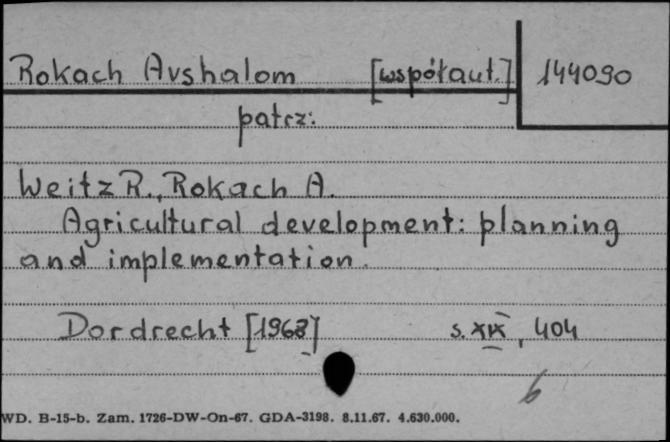 Rokach Avshalom [współaut.] 144090
patrz:
Weitz R., Rokach A.
Agricultural development: planning
and implementation.
Dordrecht [1968] s. XIX, 404
6
WD. B-15-b. Zam. 1726-DW-On-67. GDA-3198. 8.11.67. 4.630.000.